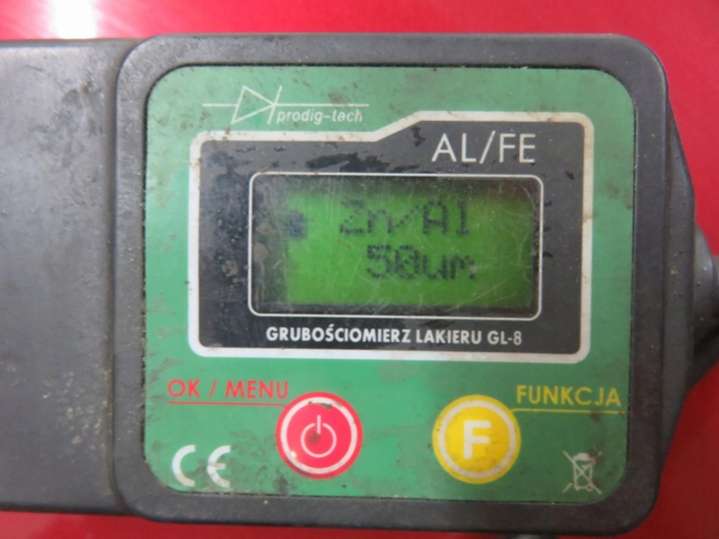 prodig-tech
AL/FE
Zn/Al
50um
GRUBOŚCIOMIERZ LAKIERU GL-8
OK / MENU
FUNKCJA
F
CE